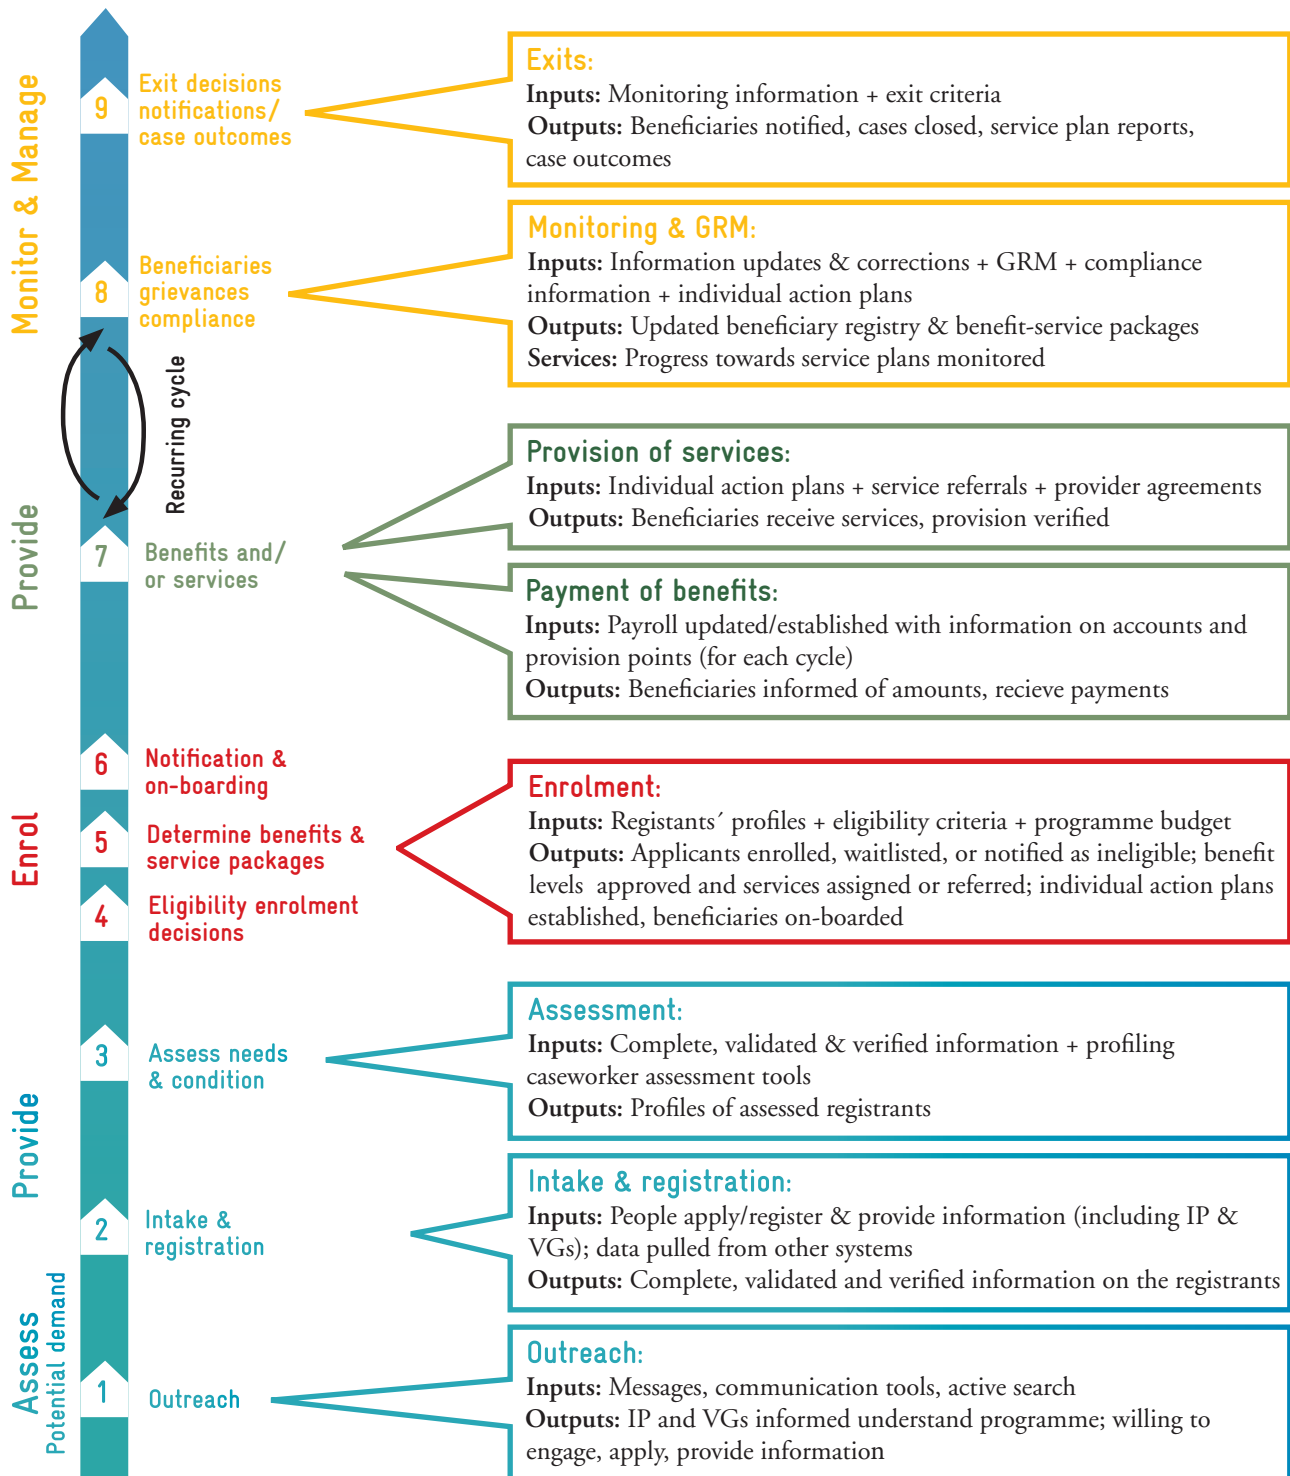 Monitor & Manage
9
Exit decisions
notifications/
case outcomes
Exits:
Inputs: Monitoring information + exit criteria
Outputs: Beneficiaries notified, cases closed, service plan reports,
case outcomes
8
Beneficiaries
grievances
compliance
Monitoring & GRM:
Inputs: Information updates & corrections + GRM + compliance
information + individual action plans
Outputs: Updated beneficiary registry & benefit-service packages
Services: Progress towards service plans monitored
Recurring cycle
Provide
7
Benefits and/
or services
Provision of services:
Inputs: Individual action plans + service referrals + provider agreements
Outputs: Beneficiaries receive services, provision verified
Payment of benefits:
Inputs: Payroll updated/established with information on accounts and
provision points (for each cycle)
Outputs: Beneficiaries informed of amounts, recieve payments
Enrol
6
Notification &
on-boarding
5
Determine benefits &
service packages
4
Eligibility enrolment
decisions
Enrolment:
Inputs: Registants´ profiles + eligibility criteria + programme budget
Outputs: Applicants enrolled, waitlisted, or notified as ineligible; benefit
levels approved and services assigned or referred; individual action plans
established, beneficiaries on-boarded
Provide
3
Assess needs
& condition
Assessment:
Inputs: Complete, validated & verified information + profiling
caseworker assessment tools
Outputs: Profiles of assessed registrants
2
Intake &
registration
Intake & registration:
Inputs: People apply/register & provide information (including IP &
VGs); data pulled from other systems
Outputs: Complete, validated and verified information on the registrants
Assess
Potential demand
1
Outreach
Outreach:
Inputs: Messages, communication tools, active search
Outputs: IP and VGs informed understand programme; willing to
engage, apply, provide information